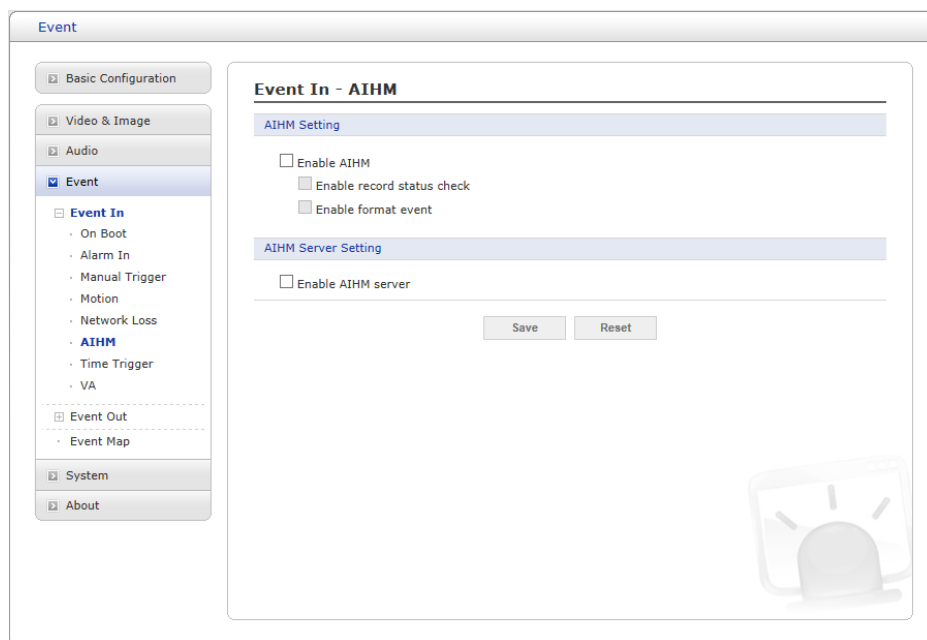 Event
Basic Configuration
Video & Image
Audio
Event
Event In
On Boot
Alarm In
Manual Trigger
Motion
Network Loss
AIHM
Time Trigger
VA
Event Out
Event Map
System
About
Event In - AIHM
AIHM Setting
Enable AIHM
Enable record status check
Enable format event
AIHM Server Setting
Enable AIHM server
Save Reset